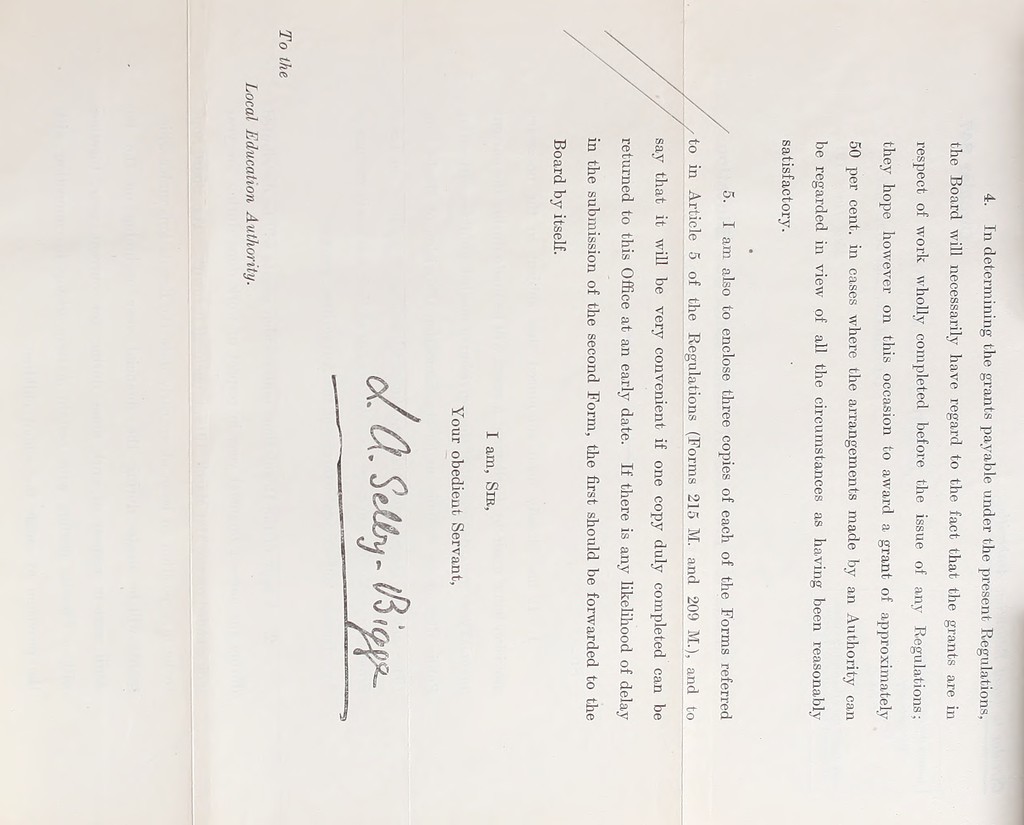 4. In determining the grants payable under the present Regulations,
the Board will necessarily have regard to the fact that the grants are in
respect of work wholly completed before the issue of any Regulations;
they hope however on this occasion to award a grant of approximately
50 per cent. in cases where the arrangements made by an Authority can
be regarded in view of all the circumstances as having been reasonably
satisfactory.
5. I am also to enclose three copies of each of the Forms referred
to in Article 5 of the Regulations (Forms 215 M. and 209 M.), and to
say that it will be very convenient if one copy duly completed can be
returned to this Office at an early date. If there is any likelihood of delay
in the submission of the second Form, the first should be forwarded to the
Board by itself.
I am, SIR,
Your obedient Servant,
L. A. Selby-Bigge
To the
Local Education Authority.